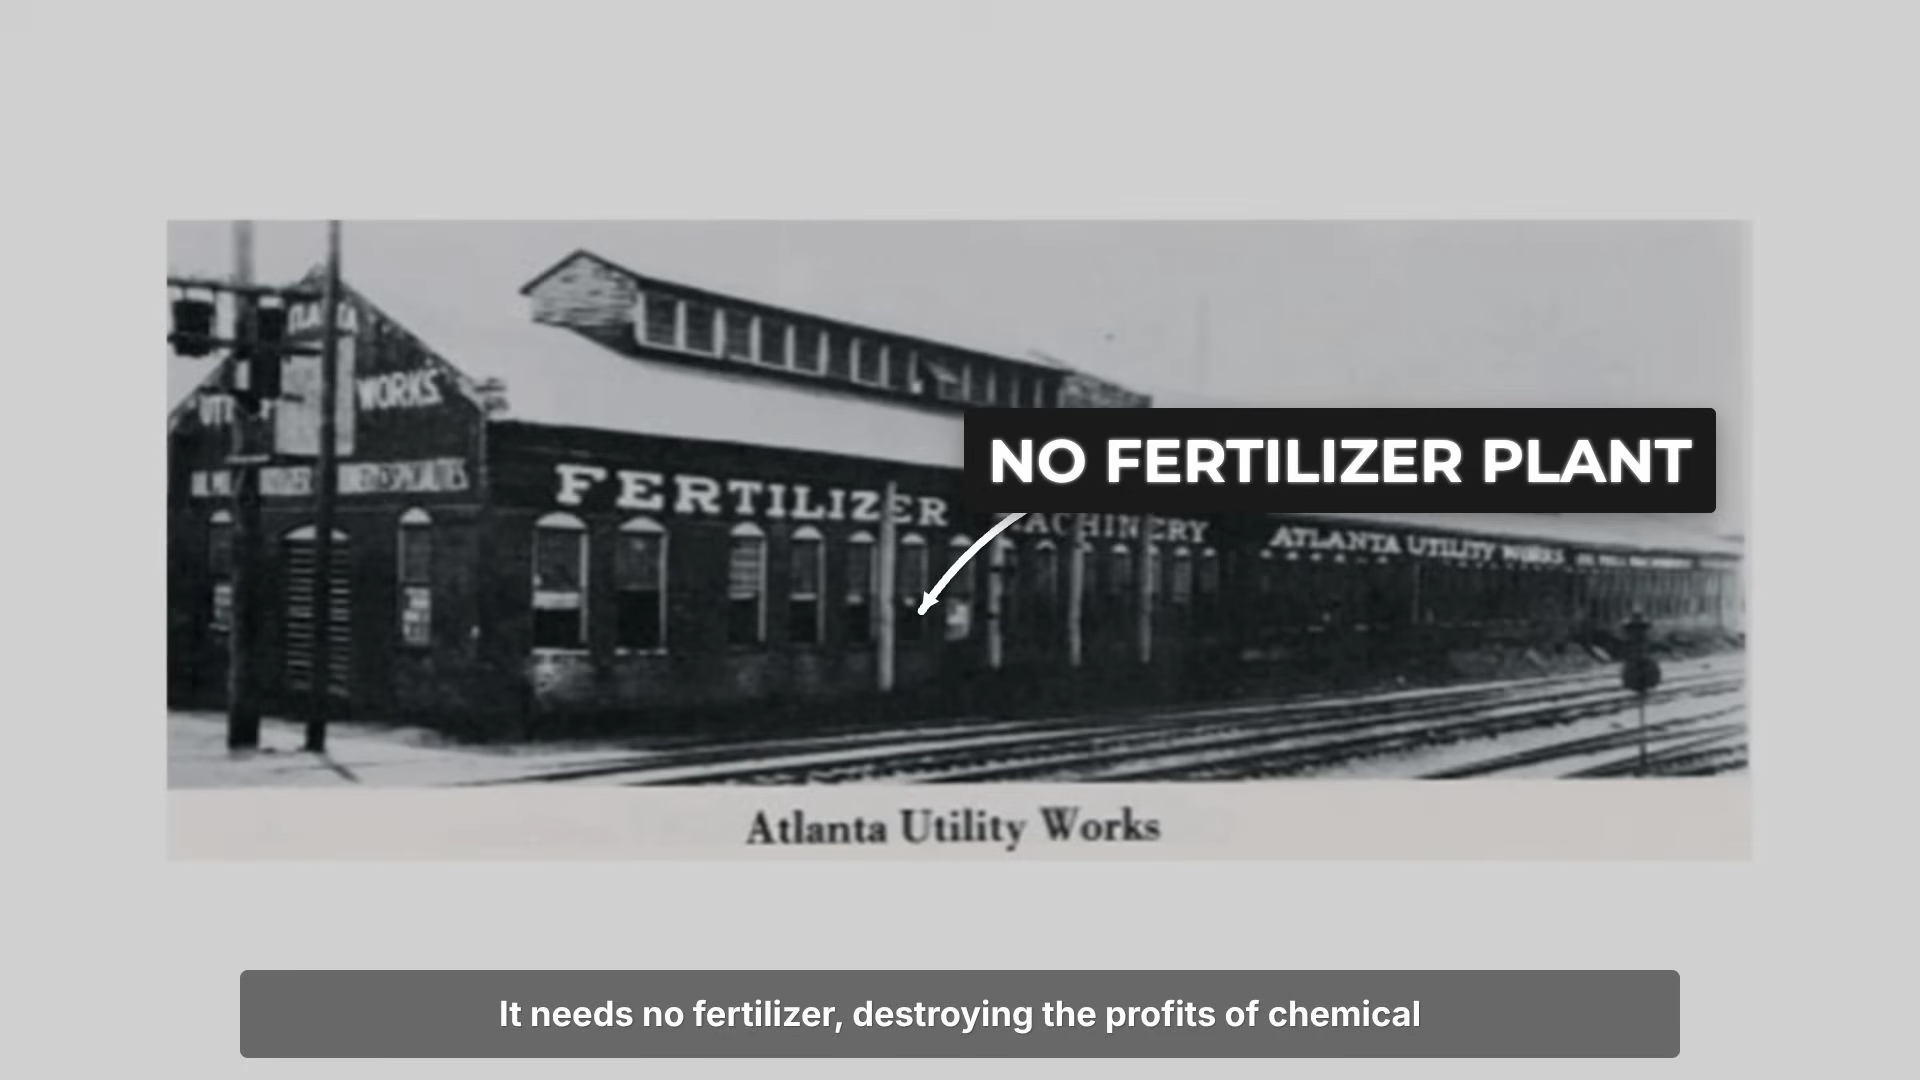 WORKS.
FERTILIZER MACHINERY
ATLANTA UTILITY WORKS
NO FERTILIZER PLANT
Atlanta Utility Works
It needs no fertilizer, destroying the profits of chemical